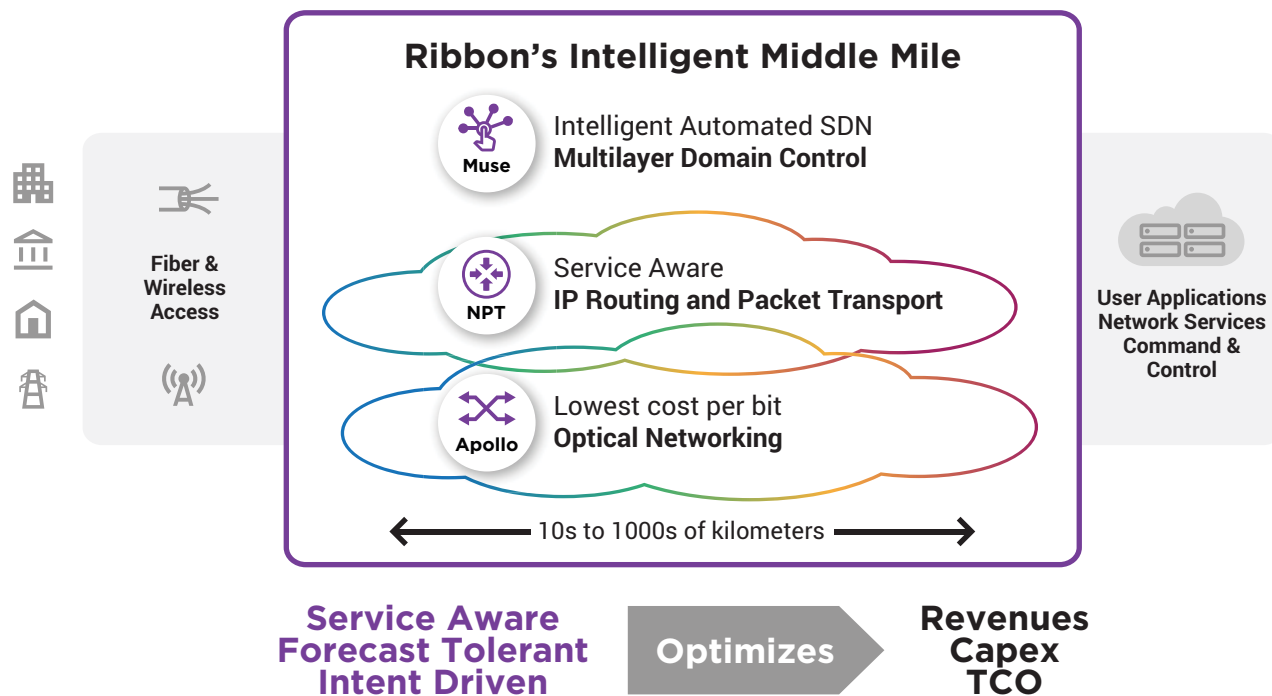 Ribbon’s Intelligent Middle Mile
Muse
Intelligent Automated SDN
Multilayer Domain Control
Fiber &
Wireless
Access
NPT
Service Aware
IP Routing and Packet Transport
User Applications
Network Services
Command &
Control
Apollo
Lowest cost per bit
Optical Networking
10s to 1000s of kilometers
Service Aware
Forecast Tolerant
Intent Driven
Optimizes
Revenues
Capex
TCO